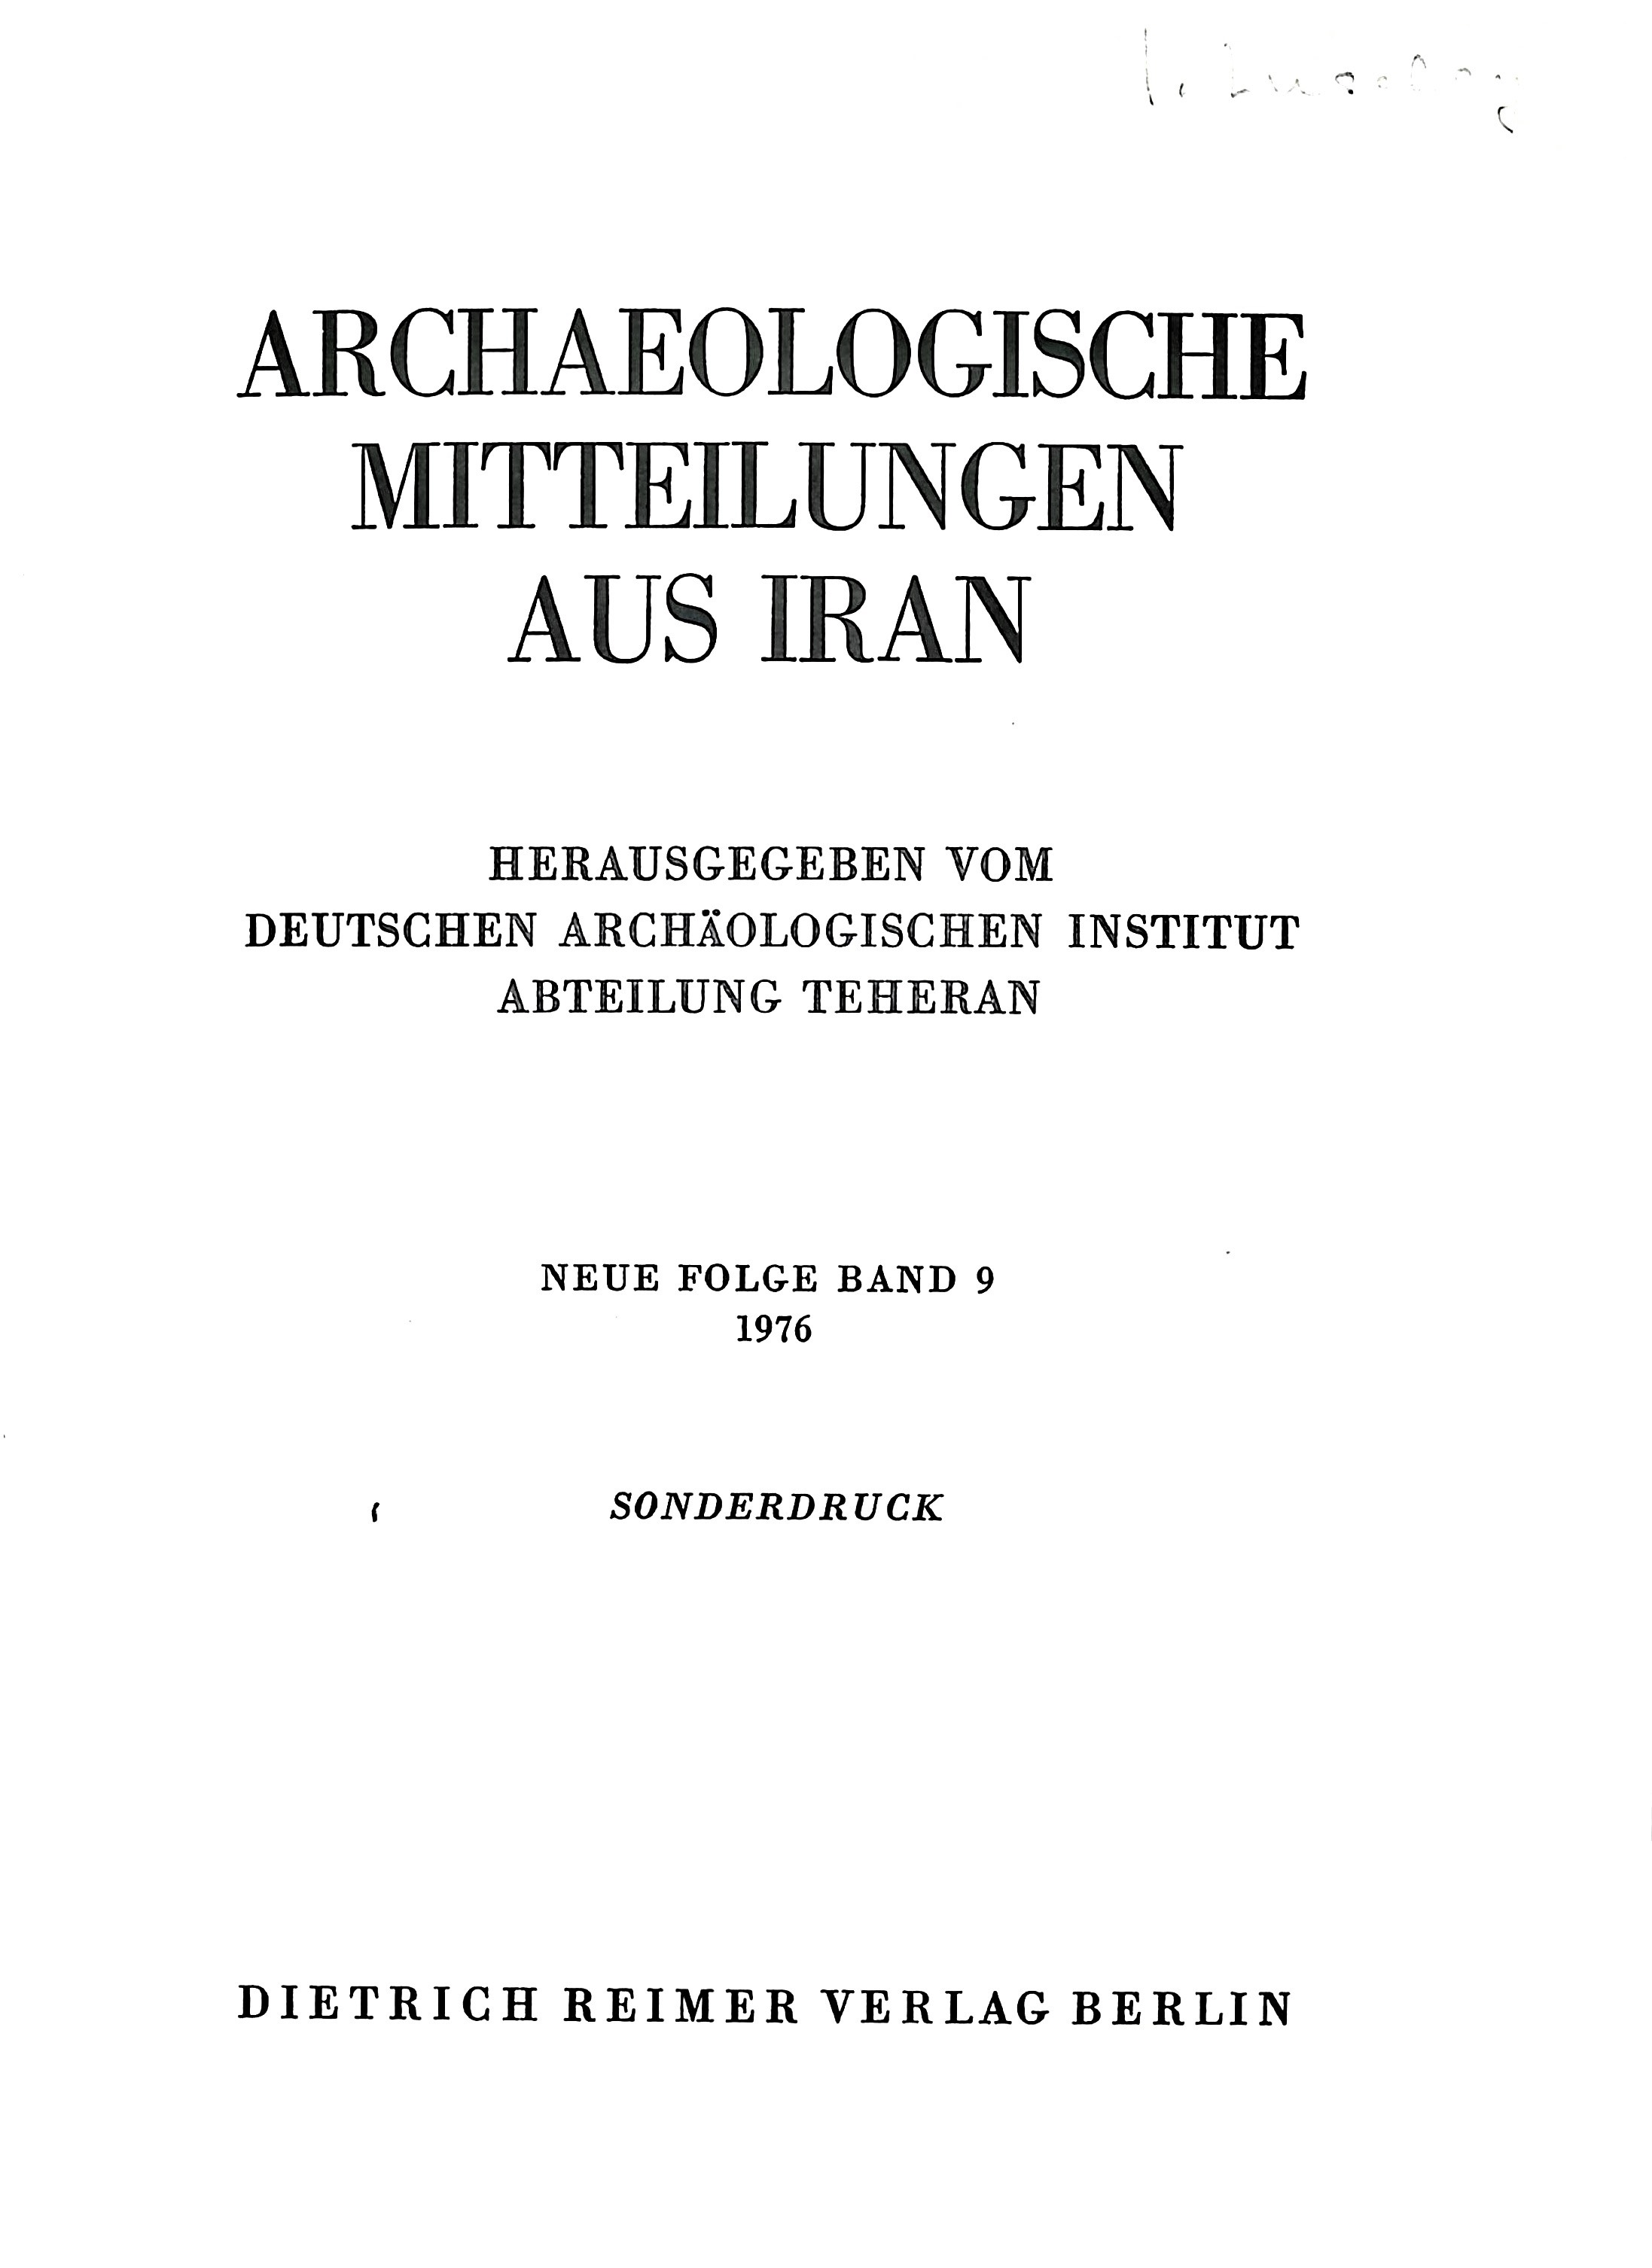 ARCHAEOLOGISCHE
MITTEILUNGEN
AUS IRAN
HERAUSGEGEBEN VOM
DEUTSCHEN ARCHÄOLOGISCHEN INSTITUT
ABTEILUNG TEHERAN
NEUE FOLGE BAND 9
1976
SONDERDRUCK
DIETRICH REIMER VERLAG BERLIN